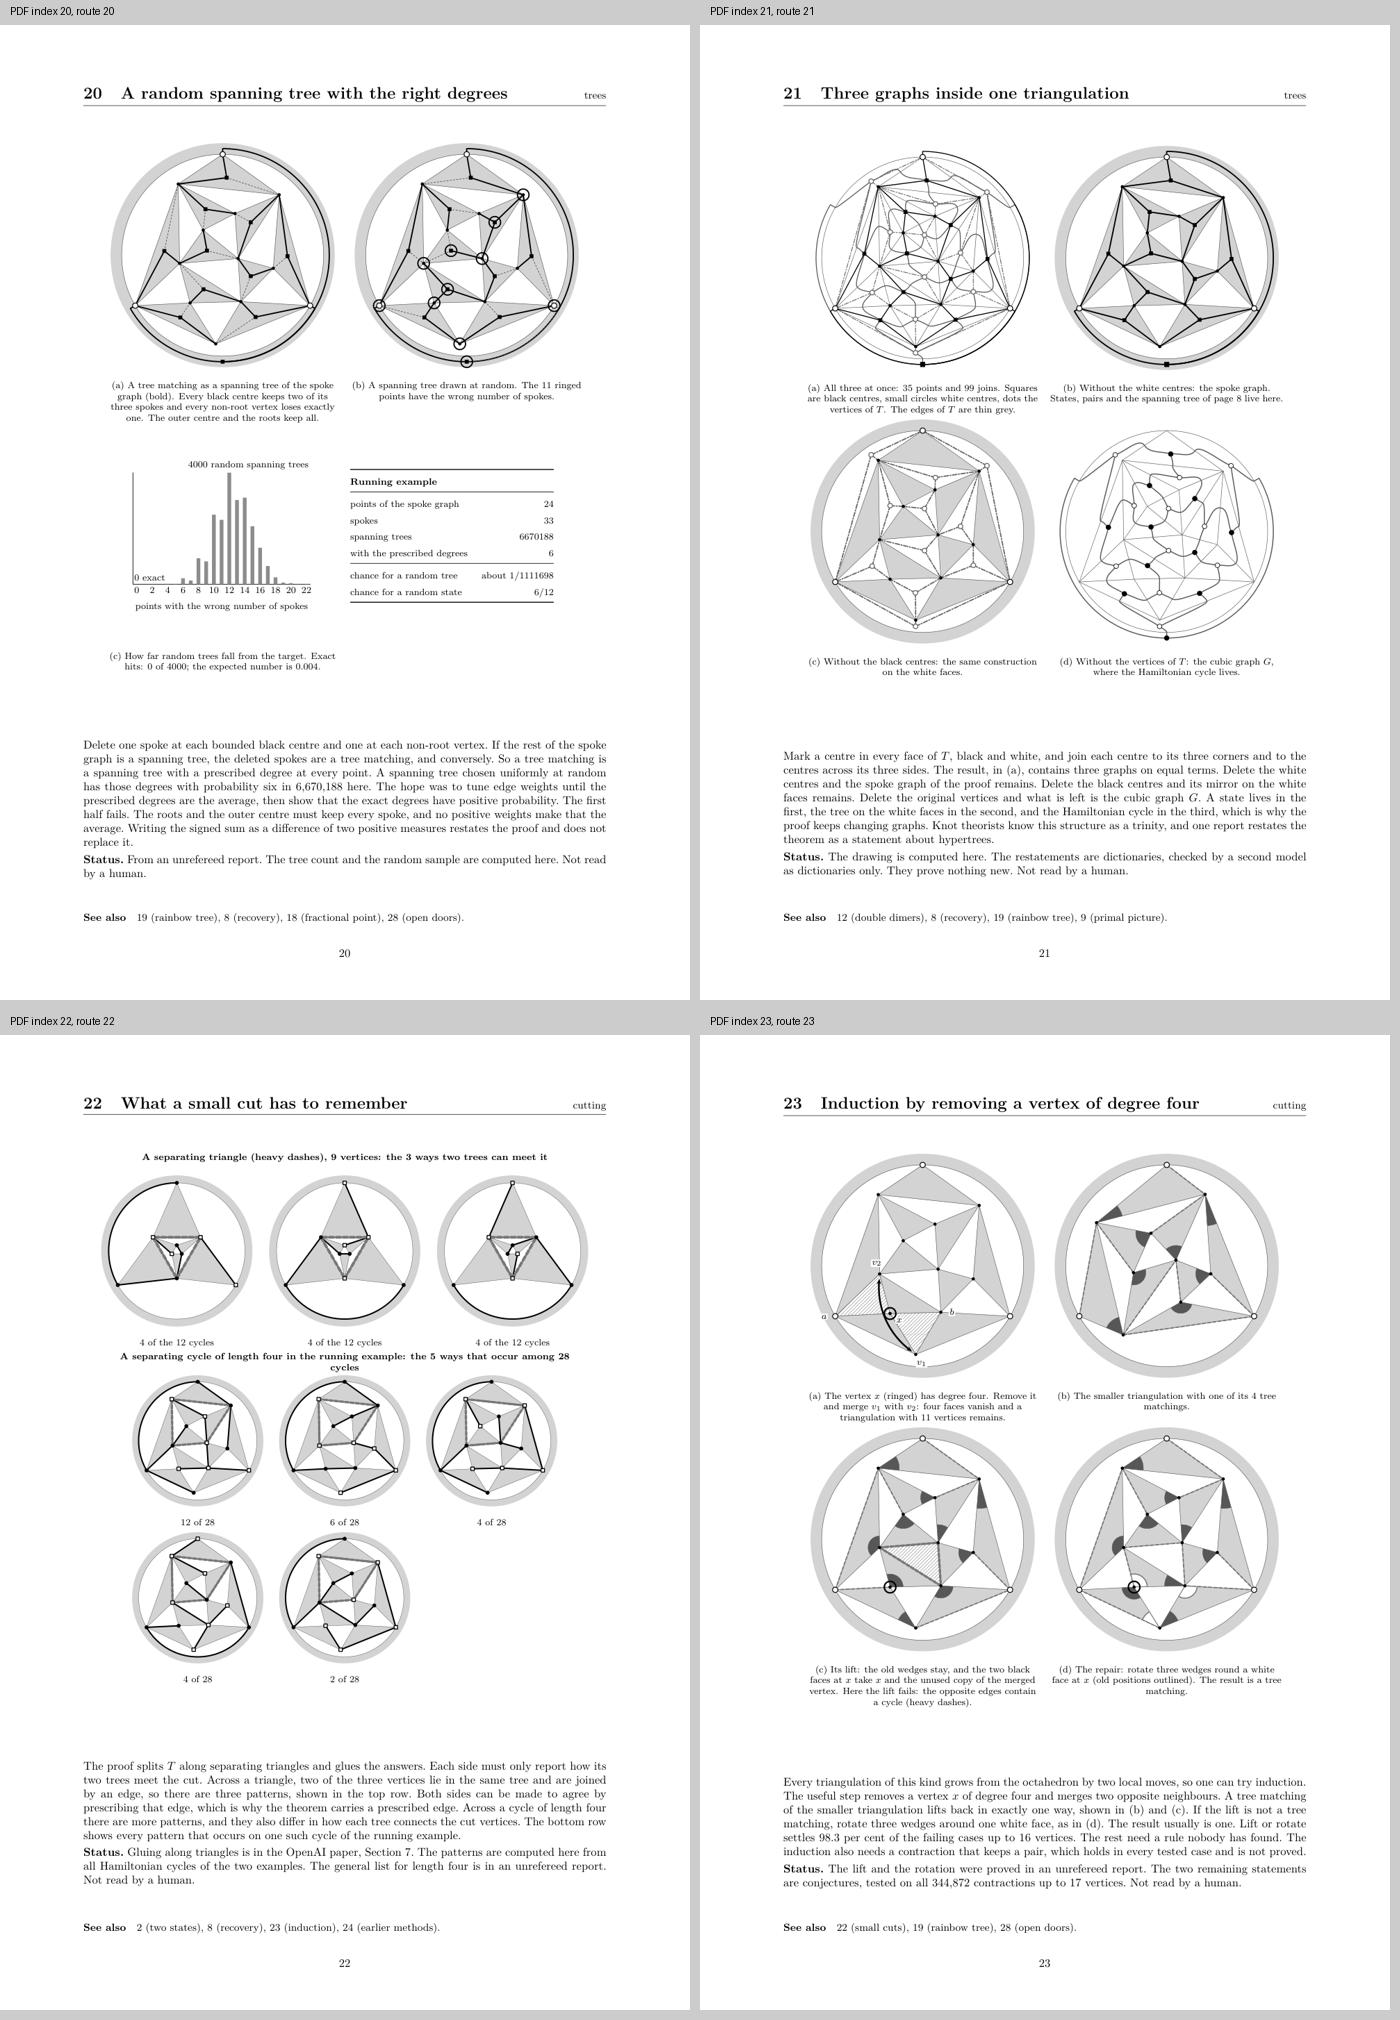 PDF index 20, route 20
20 A random spanning tree with the right degrees trees
(a) A tree matching as a spanning tree of the spoke
graph (bold). Every black centre keeps two of its
three spokes and every non-root vertex loses exactly
one. The outer centre and the roots keep all.
(b) A spanning tree drawn at random. The 11 ringed
points have the wrong number of spokes.
4000 random spanning trees
0 exact
0 2 4 6 8 10 12 14 16 18 20 22
points with the wrong number of spokes
Running example
points of the spoke graph 24
spokes 33
spanning trees 6670188
with the prescribed degrees 6
chance for a random tree about 1/1111698
chance for a random state 6/12
(c) How far random trees fall from the target. Exact
hits: 0 of 4000; the expected number is 0.004.
Delete one spoke at each bounded black centre and one at each non-root vertex. If the rest of the spoke
graph is a spanning tree, the deleted spokes are a tree matching, and conversely. So a tree matching is
a spanning tree with a prescribed degree at every point. A spanning tree chosen uniformly at random
has those degrees with probability six in 6,670,188 here. The hope was to tune edge weights until the
prescribed degrees are the average, then show that the exact degrees have positive probability. The first
half fails. The roots and the outer centre must keep every spoke, and no positive weights make that the
average. Writing the signed sum as a difference of two positive measures restates the proof and does not
replace it.
Status. From an unrefereed report. The tree count and the random sample are computed here. Not read
by a human.
See also 19 (rainbow tree), 8 (recovery), 18 (fractional point), 28 (open doors).
20
PDF index 21, route 21
21 Three graphs inside one triangulation trees
(a) All three at once: 35 points and 99 joins. Squares
are black centres, small circles white centres, dots the
vertices of T. The edges of T are thin grey.
(b) Without the white centres: the spoke graph.
States, pairs and the spanning tree of page 8 live here.
(c) Without the black centres: the same construction
on the white faces.
(d) Without the vertices of T: the cubic graph G,
where the Hamiltonian cycle lives.
Mark a centre in every face of T, black and white, and join each centre to its three corners and to the
centres across its three sides. The result, in (a), contains three graphs on equal terms. Delete the white
centres and the spoke graph of the proof remains. Delete the black centres and its mirror on the white
faces remains. Delete the original vertices and what is left is the cubic graph G. A state lives in the
first, the tree on the white faces in the second, and the Hamiltonian cycle in the third, which is why the
proof keeps changing graphs. Knot theorists know this structure as a trinity, and one report restates the
theorem as a statement about hypertrees.
Status. The drawing is computed here. The restatements are dictionaries, checked by a second model
as dictionaries only. They prove nothing new. Not read by a human.
See also 12 (double dimers), 8 (recovery), 19 (rainbow tree), 9 (primal picture).
21
PDF index 22, route 22
22 What a small cut has to remember cutting
A separating triangle (heavy dashes), 9 vertices: the 3 ways two trees can meet it
4 of the 12 cycles
4 of the 12 cycles
4 of the 12 cycles
A separating cycle of length four in the running example: the 5 ways that occur among 28
cycles
12 of 28
6 of 28
4 of 28
4 of 28
2 of 28
The proof splits T along separating triangles and glues the answers. Each side must only report how its
two trees meet the cut. Across a triangle, two of the three vertices lie in the same tree and are joined
by an edge, so there are three patterns, shown in the top row. Both sides can be made to agree by
prescribing that edge, which is why the theorem carries a prescribed edge. Across a cycle of length four
there are more patterns, and they also differ in how each tree connects the cut vertices. The bottom row
shows every pattern that occurs on one such cycle of the running example.
Status. Gluing along triangles is in the OpenAI paper, Section 7. The patterns are computed here from
all Hamiltonian cycles of the two examples. The general list for length four is in an unrefereed report.
Not read by a human.
See also 2 (two states), 8 (recovery), 23 (induction), 24 (earlier methods).
22
PDF index 23, route 23
23 Induction by removing a vertex of degree four cutting
v2
a
x
b
v1
(a) The vertex x (ringed) has degree four. Remove it
and merge v1 with v2: four faces vanish and a
triangulation with 11 vertices remains.
(b) The smaller triangulation with one of its 4 tree
matchings.
(c) Its lift: the old wedges stay, and the two black
faces at x take x and the unused copy of the merged
vertex. Here the lift fails: the opposite edges contain
a cycle (heavy dashes).
(d) The repair: rotate three wedges round a white
face at x (old positions outlined). The result is a tree
matching.
Every triangulation of this kind grows from the octahedron by two local moves, so one can try induction.
The useful step removes a vertex x of degree four and merges two opposite neighbours. A tree matching
of the smaller triangulation lifts back in exactly one way, shown in (b) and (c). If the lift is not a tree
matching, rotate three wedges around one white face, as in (d). The result usually is one. Lift or rotate
settles 98.3 per cent of the failing cases up to 16 vertices. The rest need a rule nobody has found. The
induction also needs a contraction that keeps a pair, which holds in every tested case and is not proved.
Status. The lift and the rotation were proved in an unrefereed report. The two remaining statements
are conjectures, tested on all 344,872 contractions up to 17 vertices. Not read by a human.
See also 22 (small cuts), 19 (rainbow tree), 28 (open doors).
23